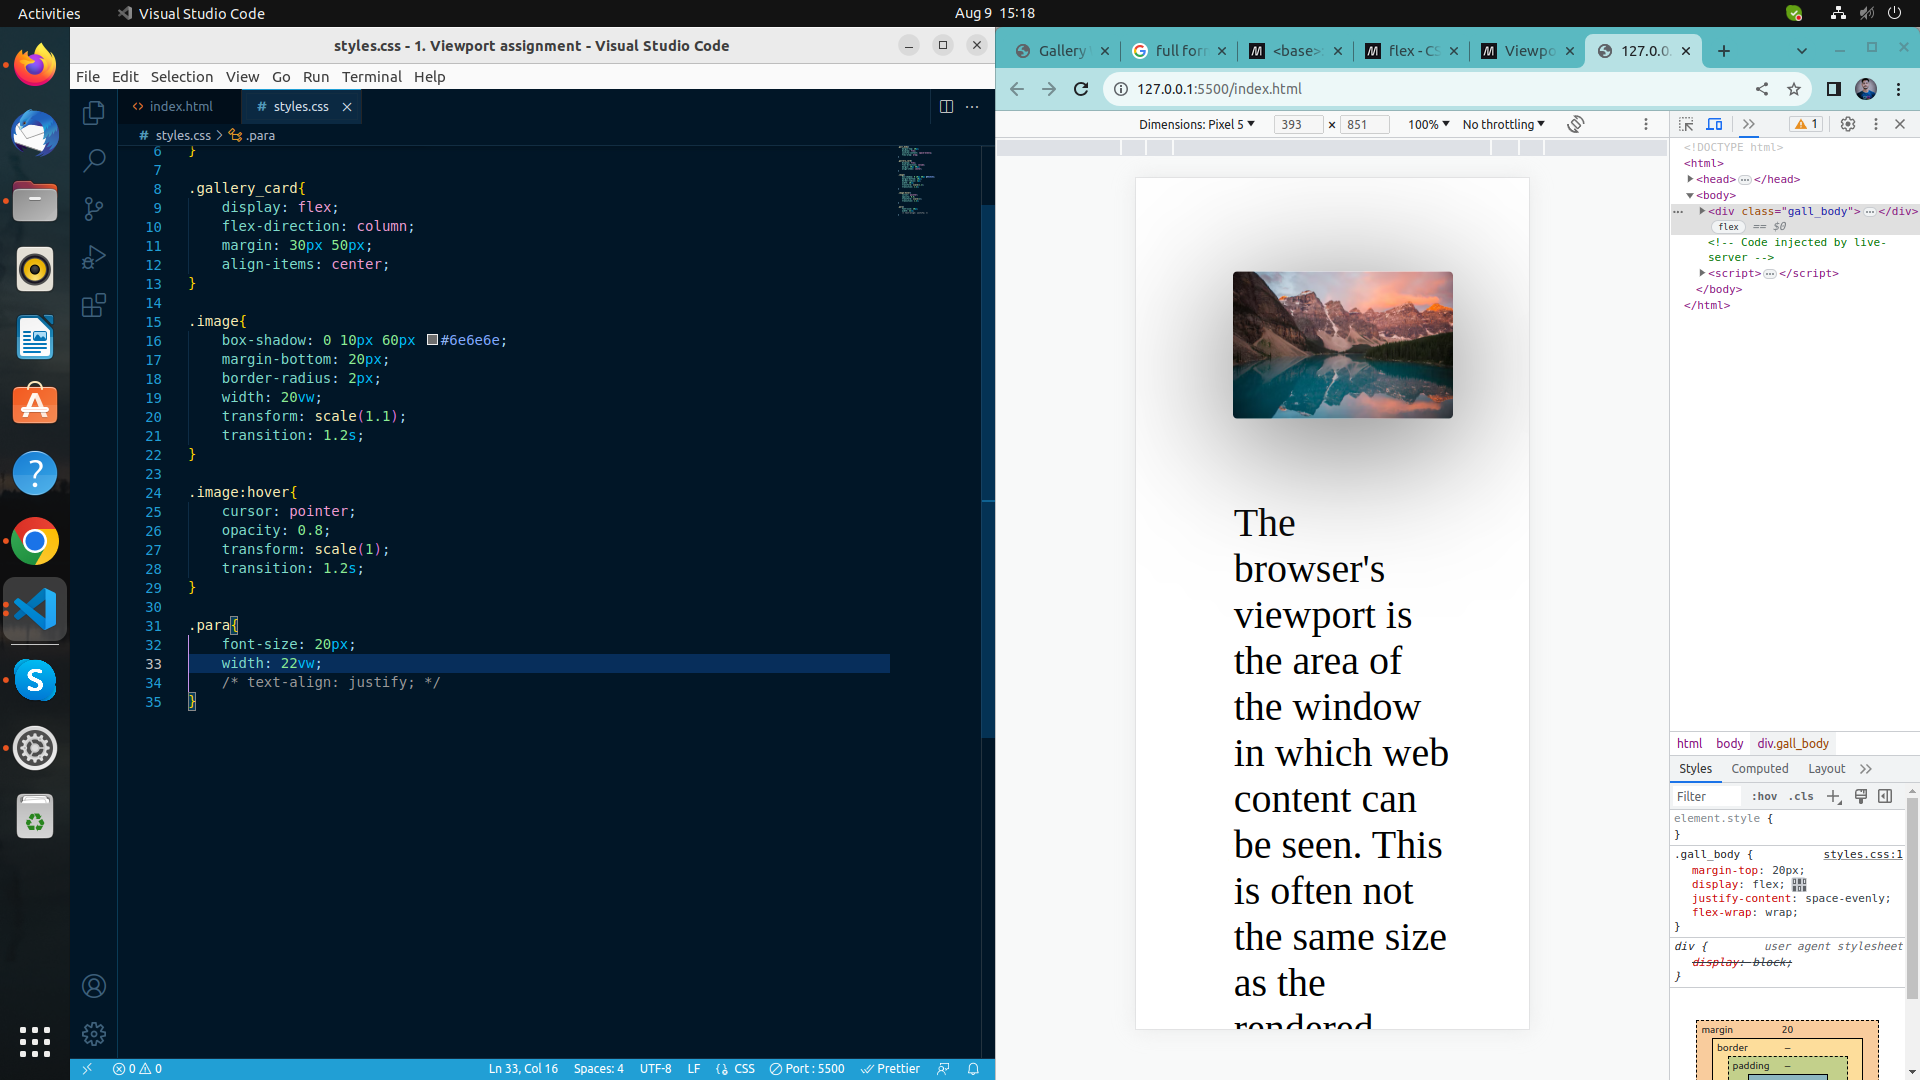 Activities
Visual Studio Code
Aug 9 15:18
styles.css - 1. Viewport assignment - Visual Studio Code
File Edit Selection View Go Run Terminal Help
index.html
# styles.css
# styles.css > .para
6 }
7
8 .gallery_card{
9 display: flex;
10 flex-direction: column;
11 margin: 30px 50px;
12 align-items: center;
13 }
14
15 .image{
16 box-shadow: 0 10px 60px #6e6e6e;
17 margin-bottom: 20px;
18 border-radius: 2px;
19 width: 20vw;
20 transform: scale(1.1);
21 transition: 1.2s;
22 }
23
24 .image:hover{
25 cursor: pointer;
26 opacity: 0.8;
27 transform: scale(1);
28 transition: 1.2s;
29 }
30
31 .para{
32 font-size: 20px;
33 width: 22vw;
34 /* text-align: justify; */
35 }
0 0
Ln 33, Col 16 Spaces: 4 UTF-8 LF CSS Port : 5500 Prettier
Gallery
full for
<base>:
flex - CS
Viewpo
127.0.0.
127.0.0.1:5500/index.html
Dimensions: Pixel 5 393 × 851 100% No throttling
The
browser's
viewport is
the area of
the window
in which web
content can
be seen. This
is often not
the same size
as the
rendered
1
<!DOCTYPE html>
<html>
<head> ⋯ </head>
<body>
<div class="gall_body"> ⋯ </div>
flex == $0
<!-- Code injected by live-
server -->
<script> ⋯ </script>
</body>
</html>
html body div.gall_body
Styles Computed Layout
Filter :hov .cls
element.style {
}
.gall_body { styles.css:1
margin-top: 20px;
display: flex;
justify-content: space-evenly;
flex-wrap: wrap;
}
div { user agent stylesheet
display: block;
}
margin 20
border –
padding –